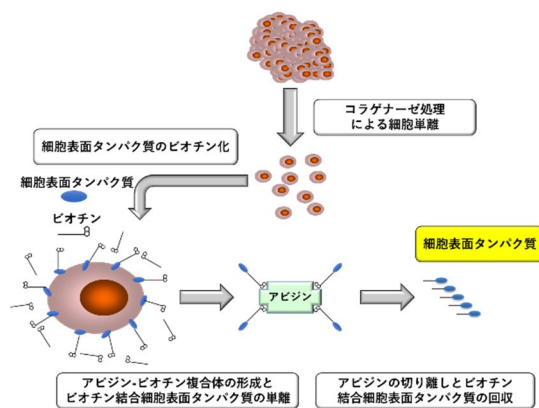 コラゲナーゼ処理
による細胞単離
細胞表面タンパク質のビオチン化
細胞表面タンパク質
ビオチン
細胞表面タンパク質
アビジン
アビジン-ビオチン複合体の形成と
ビオチン結合細胞表面タンパク質の単離
アビジンの切り離しとビオチン
結合細胞表面タンパク質の回収